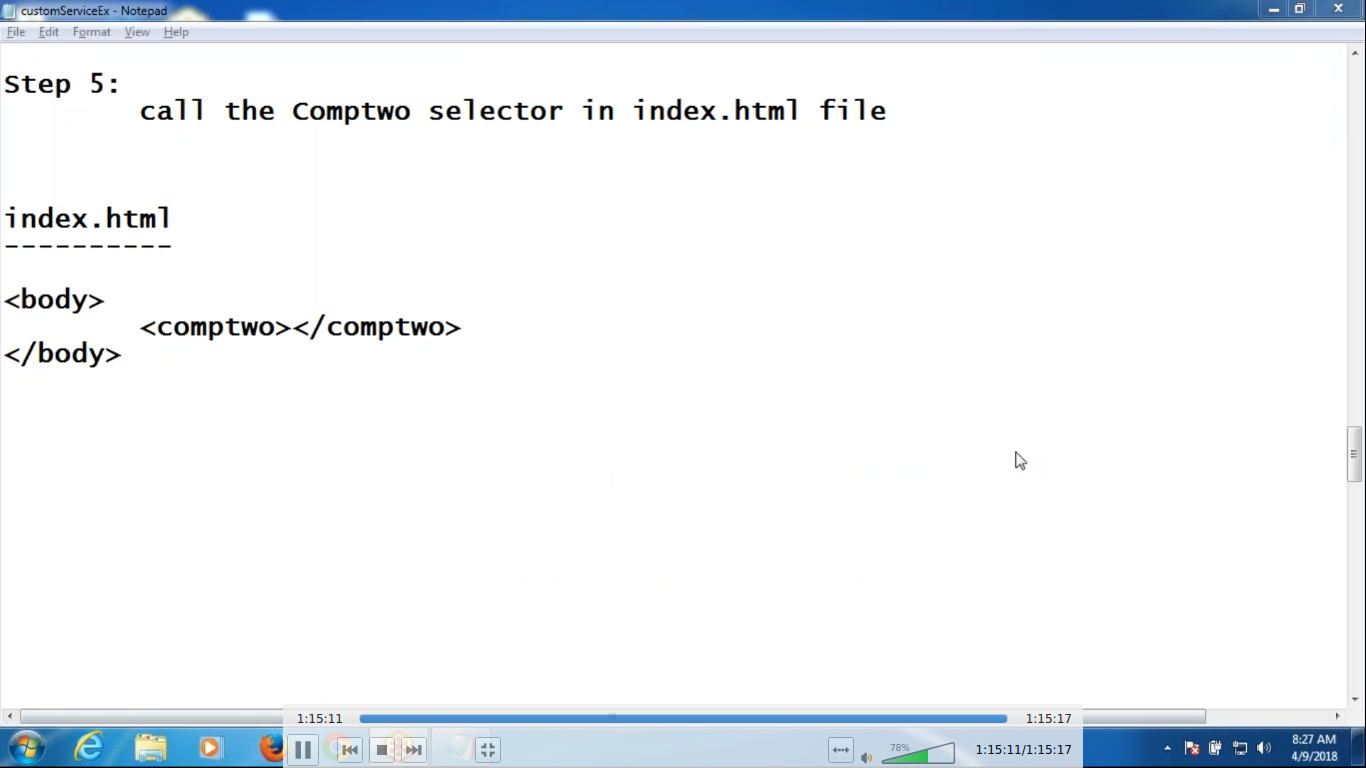 customServiceEx - Notepad
File Edit Format View Help
Step 5:
call the Comptwo selector in index.html file
index.html
----------
<body>
<comptwo></comptwo>
</body>
1:15:11 1:15:17
78% 1:15:11/1:15:17
8:27 AM
4/9/2018